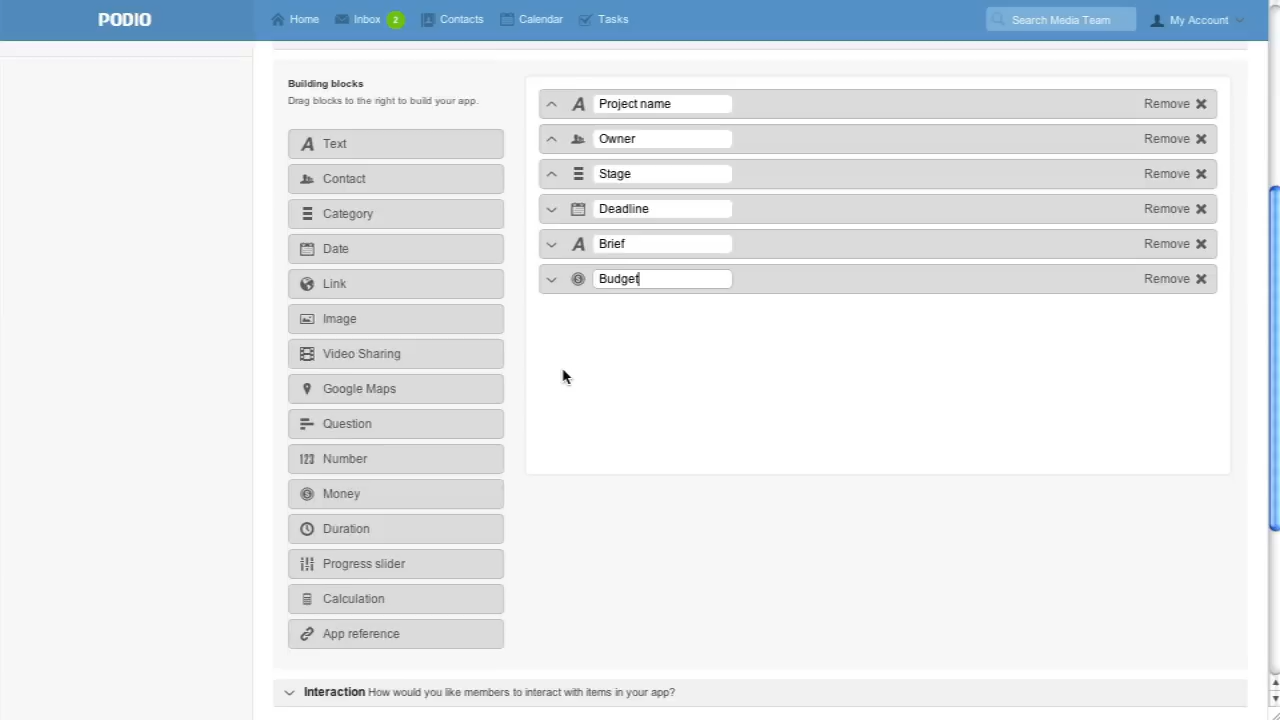 PODIO
Home
Inbox 2
Contacts
Calendar
Tasks
Search Media Team
My Account
Building blocks
Drag blocks to the right to build your app.
Text
Contact
Category
Date
Link
Image
Video Sharing
Google Maps
Question
123 Number
Money
Duration
Progress slider
Calculation
App reference
A Project name Remove
Owner Remove
Stage Remove
Deadline Remove
A Brief Remove
Budget Remove
Interaction How would you like members to interact with items in your app?